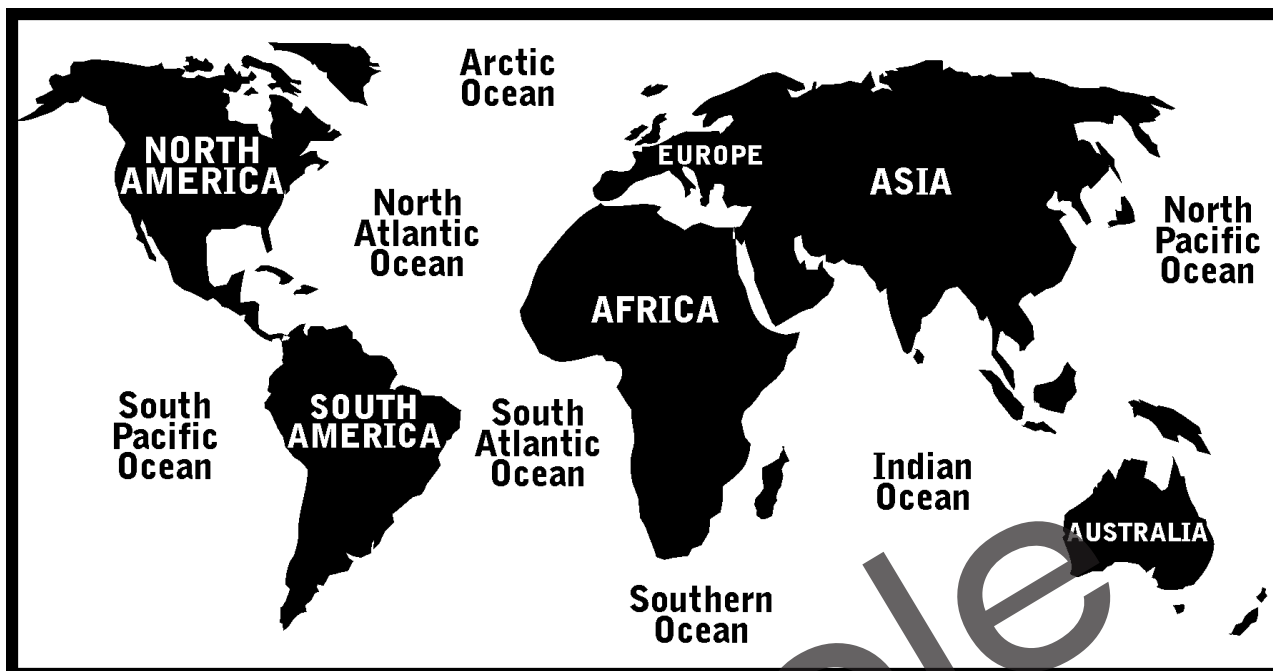 Arctic
Ocean
NORTH
AMERICA
EUROPE
ASIA
North
Atlantic
Ocean
North
Pacific
Ocean
AFRICA
South
Pacific
Ocean
SOUTH
AMERICA
South
Atlantic
Ocean
Indian
Ocean
AUSTRALIA
Southern
Ocean